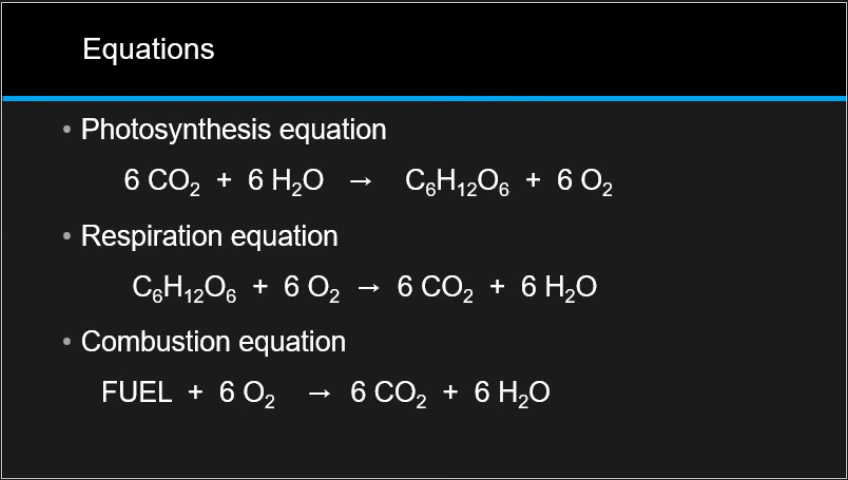 Equations
• Photosynthesis equation
6 CO₂ + 6 H₂O → C₆H₁₂O₆ + 6 O₂
• Respiration equation
C₆H₁₂O₆ + 6 O₂ → 6 CO₂ + 6 H₂O
• Combustion equation
FUEL + 6 O₂ → 6 CO₂ + 6 H₂O